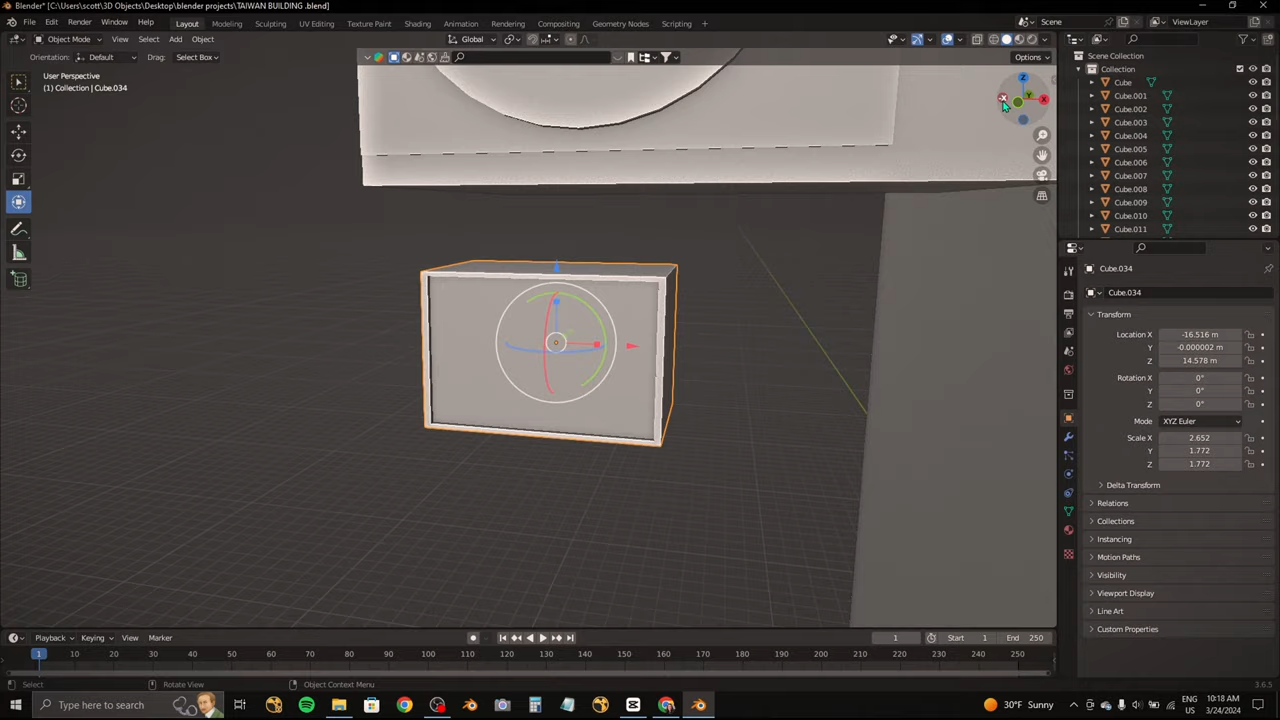 Blender* [C:\Users\scott\3D Objects\Desktop\blender projects\TAIWAN BUILDING .blend]
File Edit Render Window Help Layout Modeling Sculpting UV Editing Texture Paint Shading Animation Rendering Compositing Geometry Nodes Scripting Scene ViewLayer
Object Mode View Select Add Object Global
Orientation: Default Drag: Select Box Options
User Perspective
(1) Collection | Cube.034
Z
X
Y
Scene Collection
Collection
Cube
Cube.001
Cube.002
Cube.003
Cube.004
Cube.005
Cube.006
Cube.007
Cube.008
Cube.009
Cube.010
Cube.011
Cube.034
Cube.034
Transform
Location X -16.516 m
Y -0.000002 m
Z 14.578 m
Rotation X 0°
Y 0°
Z 0°
Mode XYZ Euler
Scale X 2.652
Y 1.772
Z 1.772
Delta Transform
Relations
Collections
Instancing
Motion Paths
Visibility
Viewport Display
Line Art
Custom Properties
Playback Keying View Marker 1 Start 1 End 250
1 10 20 30 40 50 60 70 80 90 100 110 120 130 140 150 160 170 180 190 200 210 220 230 240 250
Select Rotate View Object Context Menu 3.6.5
Type here to search 30°F Sunny ENG US 10:18 AM 3/24/2024